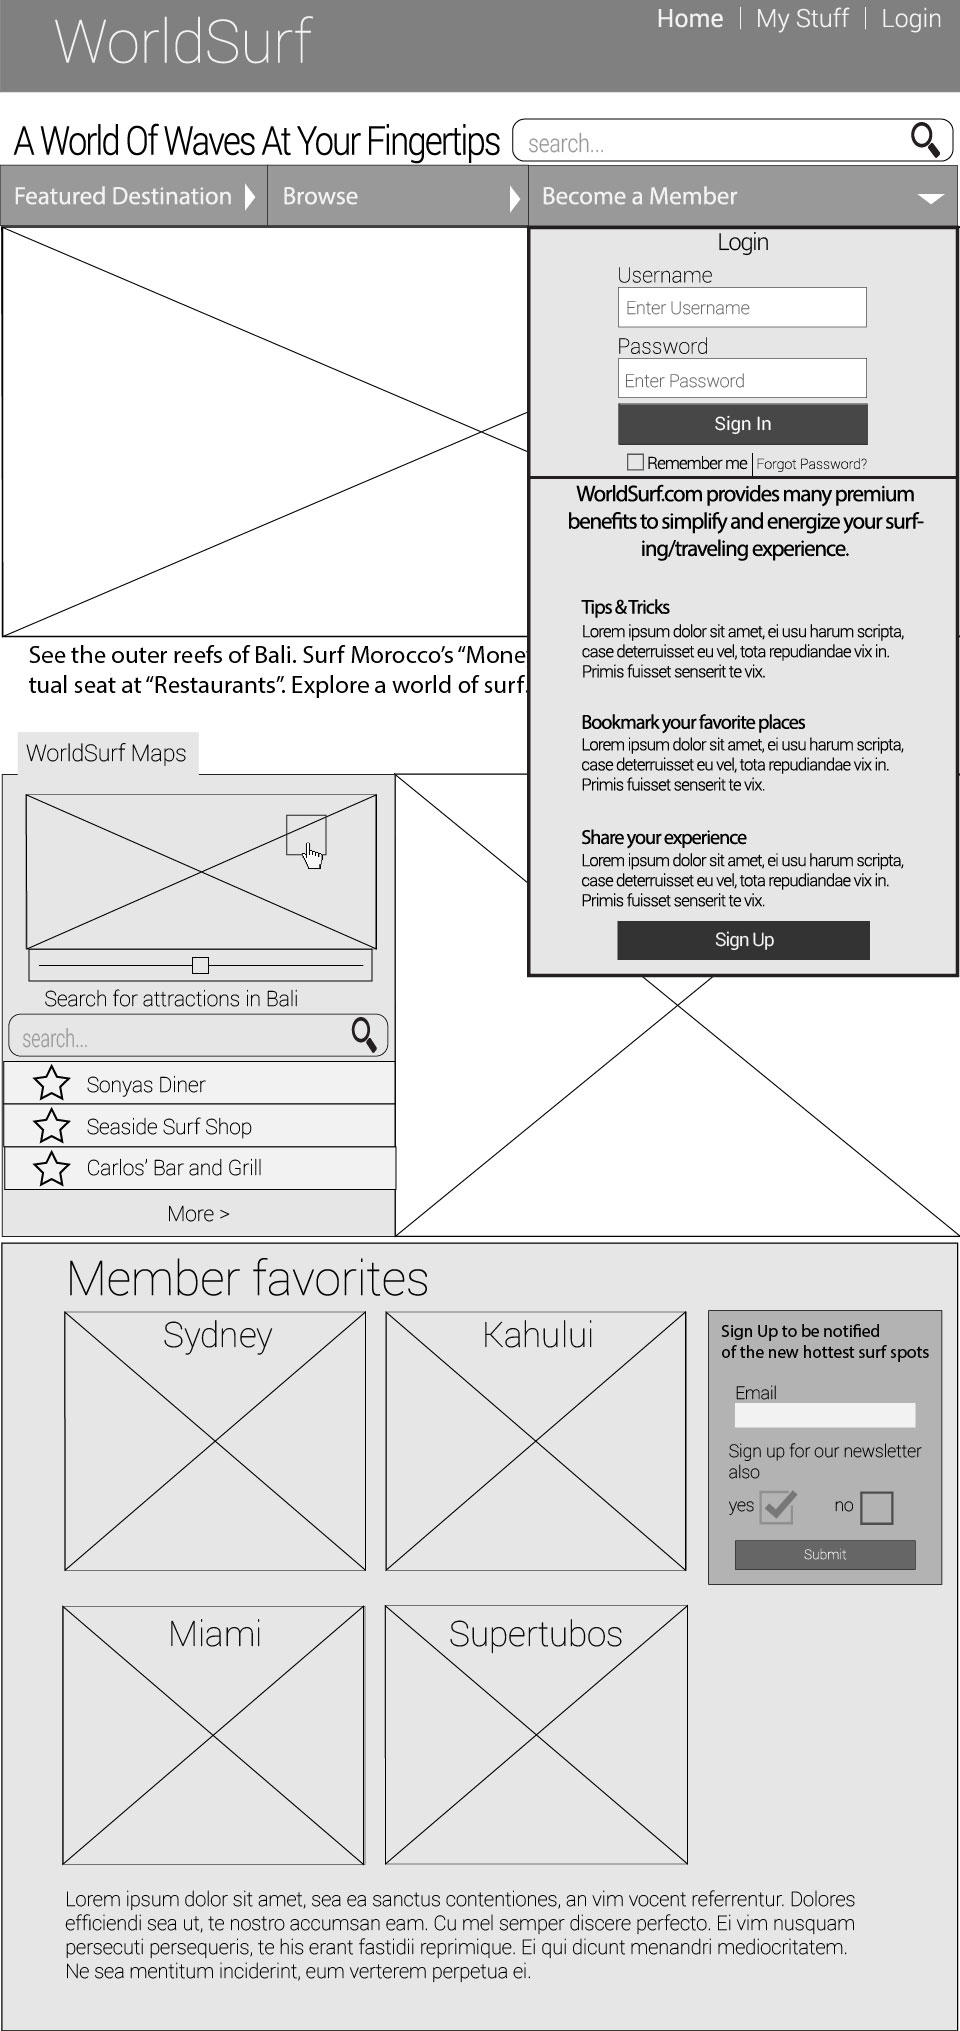 WorldSurf
Home | My Stuff | Login
A World Of Waves At Your Fingertips
search...
Featured Destination
Browse
Become a Member
Login
Username
Enter Username
Password
Enter Password
Sign In
Remember me
Forgot Password?
WorldSurf.com provides many premium
benefits to simplify and energize your surf-
ing/traveling experience.
Tips & Tricks
Lorem ipsum dolor sit amet, ei usu harum scripta,
case deterruisset eu vel, tota repudiandae vix in.
Primis fuisset senserit te vix.
Bookmark your favorite places
Lorem ipsum dolor sit amet, ei usu harum scripta,
case deterruisset eu vel, tota repudiandae vix in.
Primis fuisset senserit te vix.
Share your experience
Lorem ipsum dolor sit amet, ei usu harum scripta,
case deterruisset eu vel, tota repudiandae vix in.
Primis fuisset senserit te vix.
Sign Up
See the outer reefs of Bali. Surf Morocco’s “Mone
tual seat at “Restaurants”. Explore a world of surf.
WorldSurf Maps
Search for attractions in Bali
search...
Sonyas Diner
Seaside Surf Shop
Carlos’ Bar and Grill
More >
Member favorites
Sydney
Kahului
Sign Up to be notified
of the new hottest surf spots
Email
Sign up for our newsletter
also
yes
no
Submit
Miami
Supertubos
Lorem ipsum dolor sit amet, sea ea sanctus contentiones, an vim vocent referrentur. Dolores
efficiendi sea ut, te nostro accumsan eam. Cu mel semper discere perfecto. Ei vim nusquam
persecuti persequeris, te his erant fastidii reprimique. Ei qui dicunt menandri mediocritatem.
Ne sea mentitum inciderint, eum verterem perpetua ei.